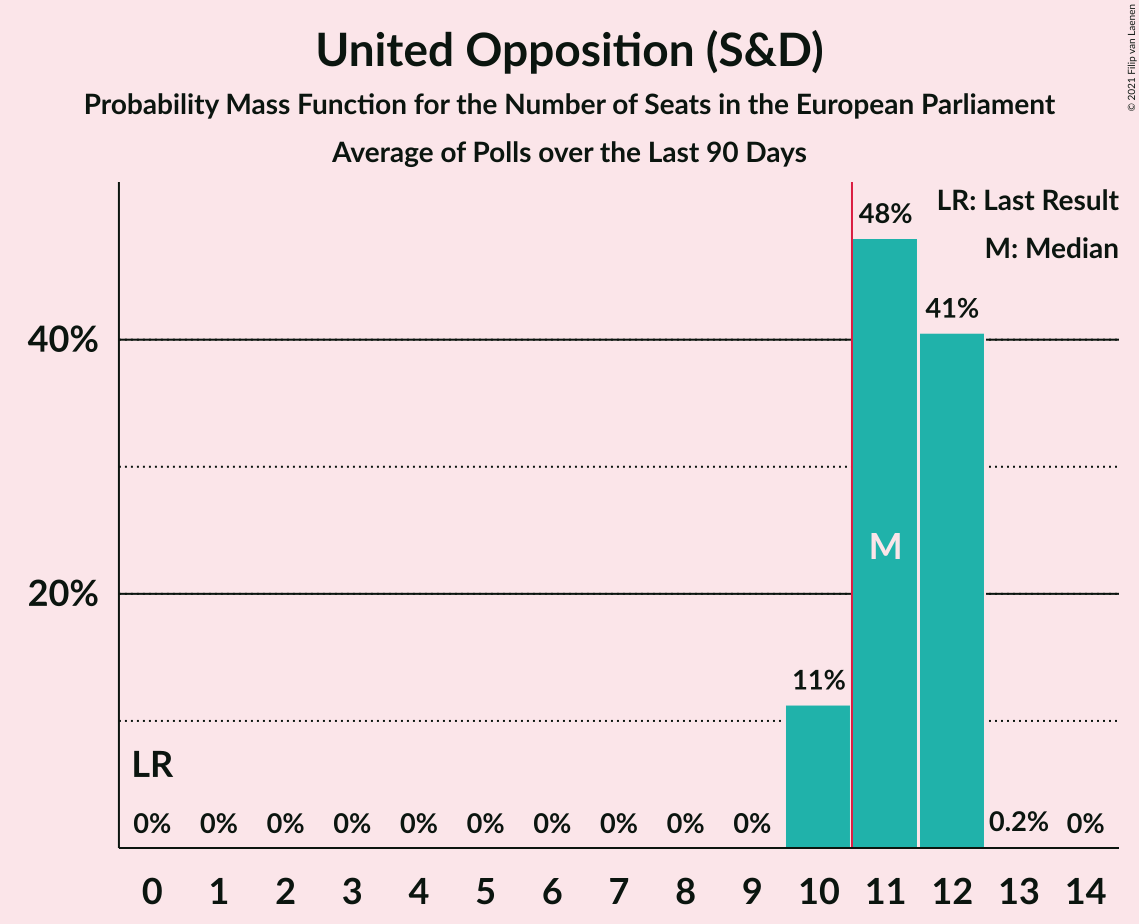 United Opposition (S&D)
Probability Mass Function for the Number of Seats in the European Parliament
Average of Polls over the Last 90 Days
© 2021 Filip van Laenen
LR: Last Result
M: Median
48%
41%
40%
M
20%
11%
LR
0% 0% 0% 0% 0% 0% 0% 0% 0% 0% 0.2% 0%
0 1 2 3 4 5 6 7 8 9 10 11 12 13 14